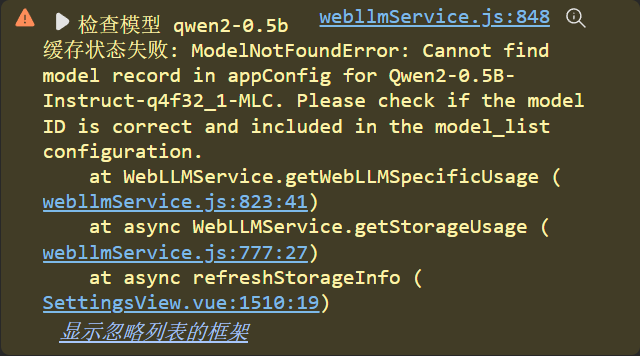 检查模型 qwen2-0.5b webllmService.js:848
缓存状态失败: ModelNotFoundError: Cannot find
model record in appConfig for Qwen2-0.5B-
Instruct-q4f32_1-MLC. Please check if the model
ID is correct and included in the model_list
configuration.
    at WebLLMService.getWebLLMSpecificUsage (
webllmService.js:823:41)
    at async WebLLMService.getStorageUsage (
webllmService.js:777:27)
    at async refreshStorageInfo (
SettingsView.vue:1510:19)
显示忽略列表的框架